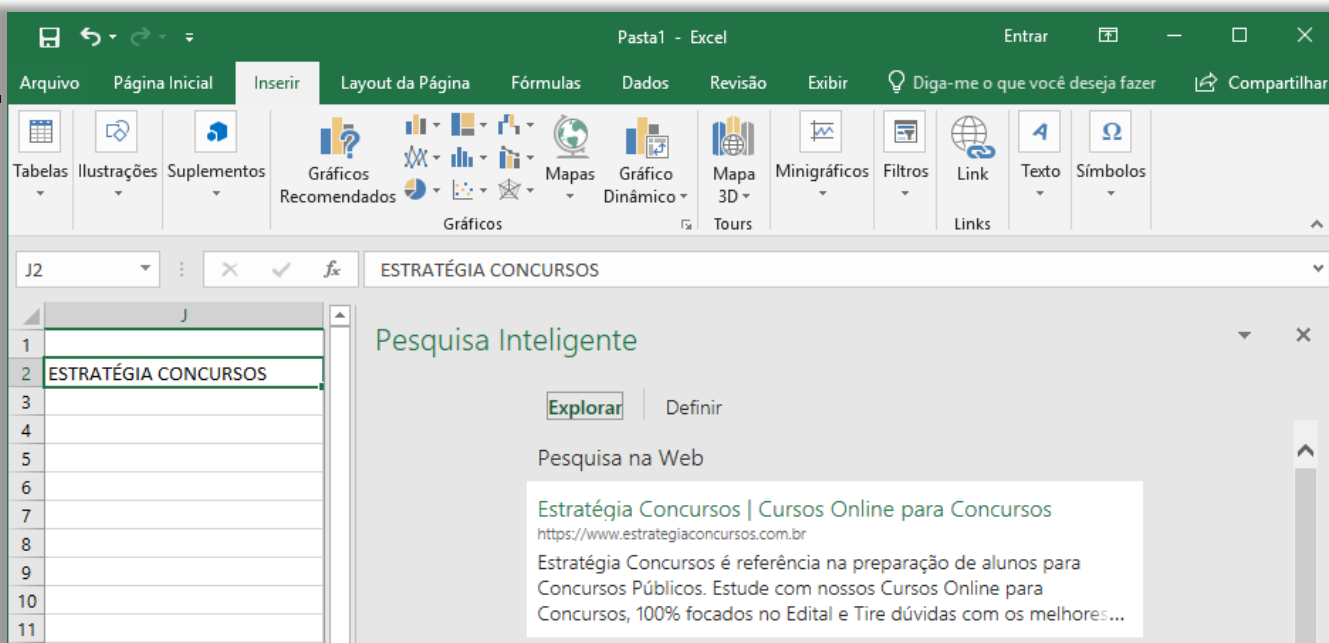 Pasta1 - Excel Entrar
Arquivo Página Inicial Inserir Layout da Página Fórmulas Dados Revisão Exibir Diga-me o que você deseja fazer Compartilhar
Tabelas Ilustrações Suplementos Gráficos Recomendados Mapas Gráfico Dinâmico Mapa 3D Minigráficos Filtros Link Texto Símbolos
Gráficos Tours Links
J2 fx ESTRATÉGIA CONCURSOS
J
1
2 ESTRATÉGIA CONCURSOS
3
4
5
6
7
8
9
10
11
Pesquisa Inteligente
Explorar Definir
Pesquisa na Web
Estratégia Concursos | Cursos Online para Concursos
https://www.estrategiaconcursos.com.br
Estratégia Concursos é referência na preparação de alunos para
Concursos Públicos. Estude com nossos Cursos Online para
Concursos, 100% focados no Edital e Tire dúvidas com os melhores...